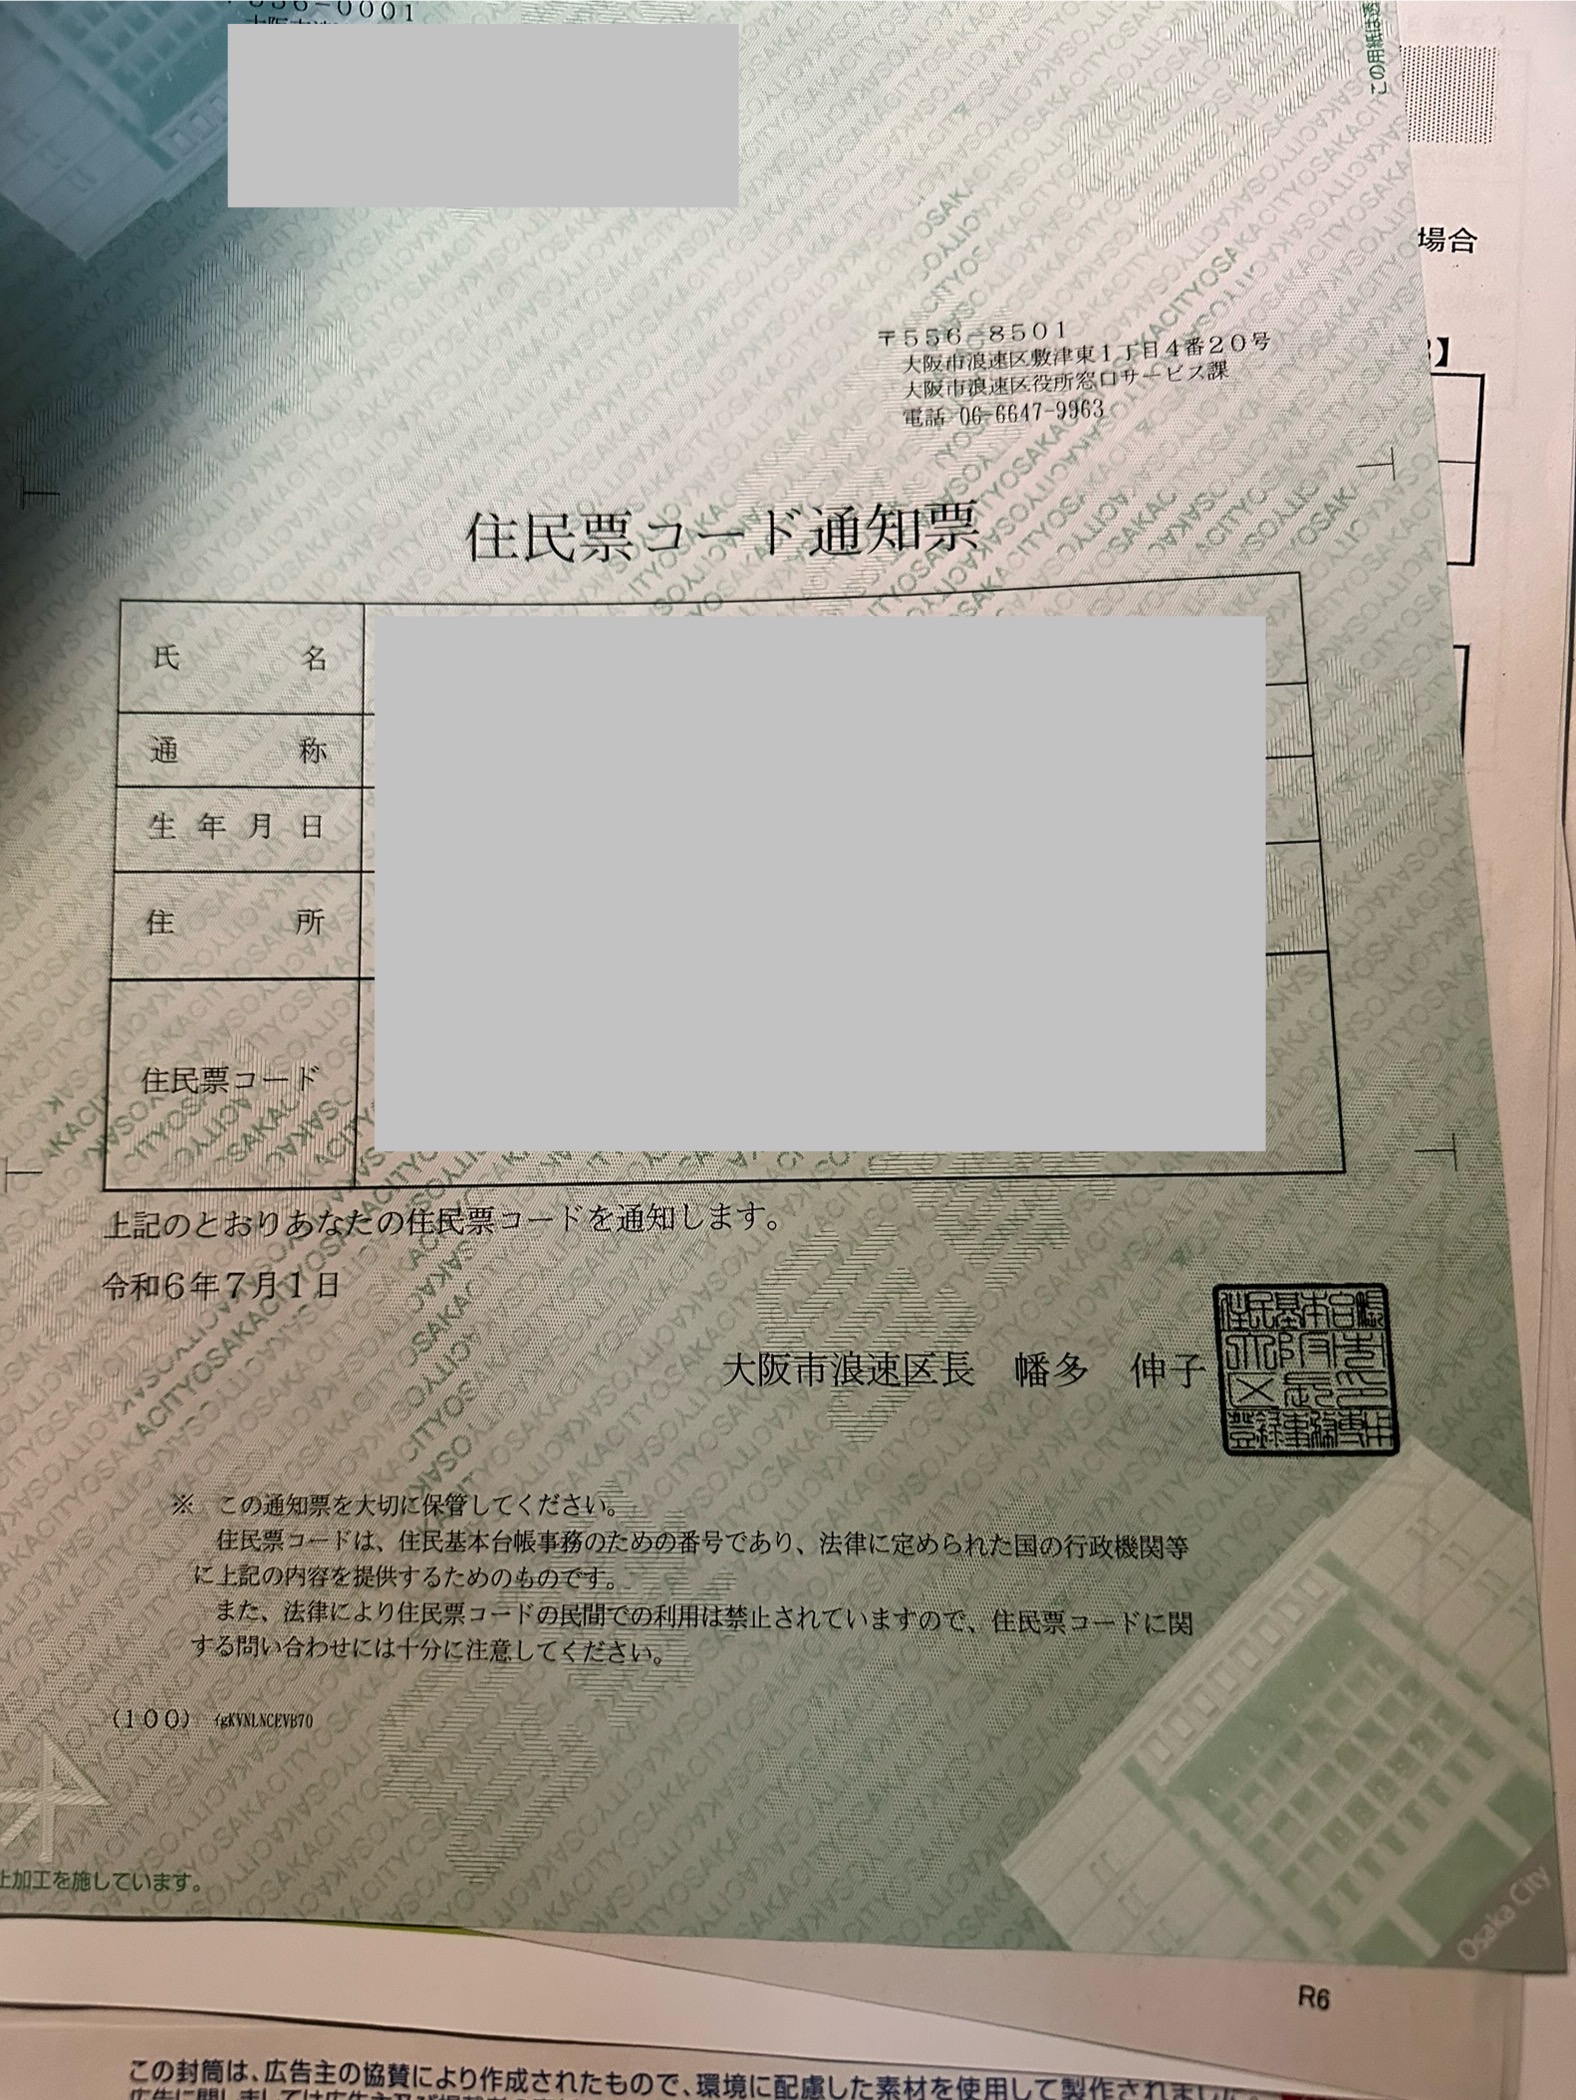 〒556-0001
この用紙は透
場合
〒556-8501
大阪市浪速区敷津東1丁目4番20号
大阪市浪速区役所窓口サービス課
電話 06-6647-9963
住民票コード通知票
氏名
通称
生年月日
住所
住民票コード
上記のとおりあなたの住民票コードを通知します。
令和6年7月1日
大阪市浪速区長 幡多 伸子
住民基本台帳
大阪市浪速
区長之印
登録事務専用
※ この通知票を大切に保管してください。
住民票コードは、住民基本台帳事務のための番号であり、法律に定められた国の行政機関等
に上記の内容を提供するためのものです。
また、法律により住民票コードの民間での利用は禁止されていますので、住民票コードに関
する問い合わせには十分に注意してください。
(100) {gKVNLNCEVB70
止加工を施しています。
Osaka City
R6
この封筒は、広告主の協賛により作成されたもので、環境に配慮した素材を使用して製作されました。